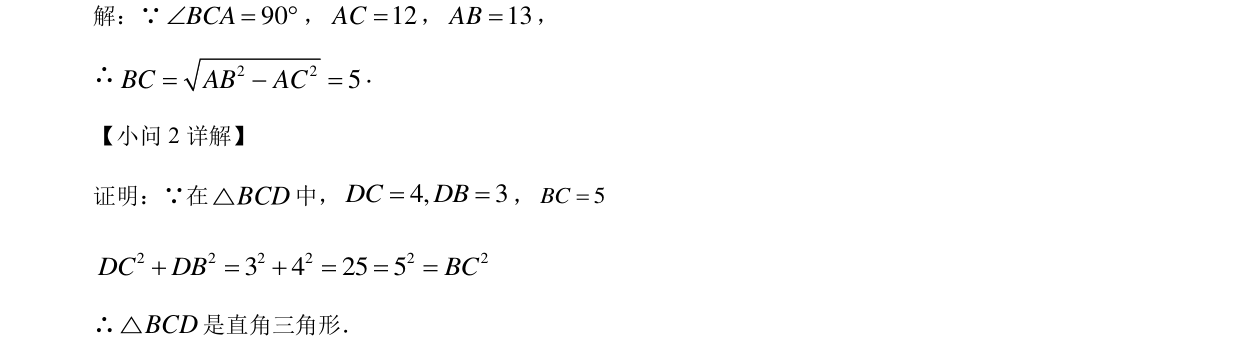 解：∵ ∠BCA = 90°， AC = 12， AB = 13，
∴ BC = √(AB² − AC²) = 5 .
【小问 2 详解】
证明：∵在△BCD 中， DC = 4, DB = 3， BC = 5
DC² + DB² = 3² + 4² = 25 = 5² = BC²
∴ △BCD 是直角三角形．